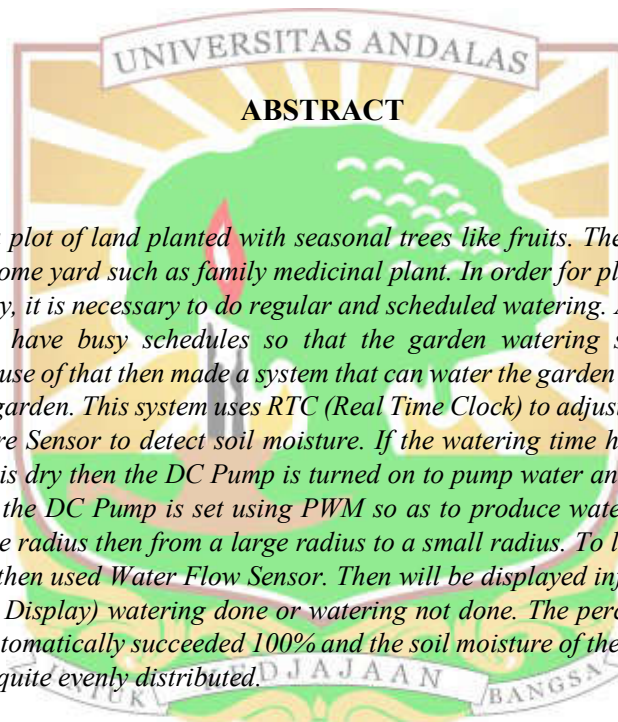 UNIVERSITAS ANDALAS
ABSTRACT
plot of land planted with seasonal trees like fruits. The
ome yard such as family medicinal plant. In order for pl
y, it is necessary to do regular and scheduled watering.
have busy schedules so that the garden watering s
use of that then made a system that can water the garden
garden. This system uses RTC (Real Time Clock) to adjus
re Sensor to detect soil moisture. If the watering time h
is dry then the DC Pump is turned on to pump water an
the DC Pump is set using PWM so as to produce wate
e radius then from a large radius to a small radius. To l
then used Water Flow Sensor. Then will be displayed inf
Display) watering done or watering not done. The perc
tomatically succeeded 100% and the soil moisture of the
quite evenly distributed.
UNTUK KEDJAJAAN BANGSA